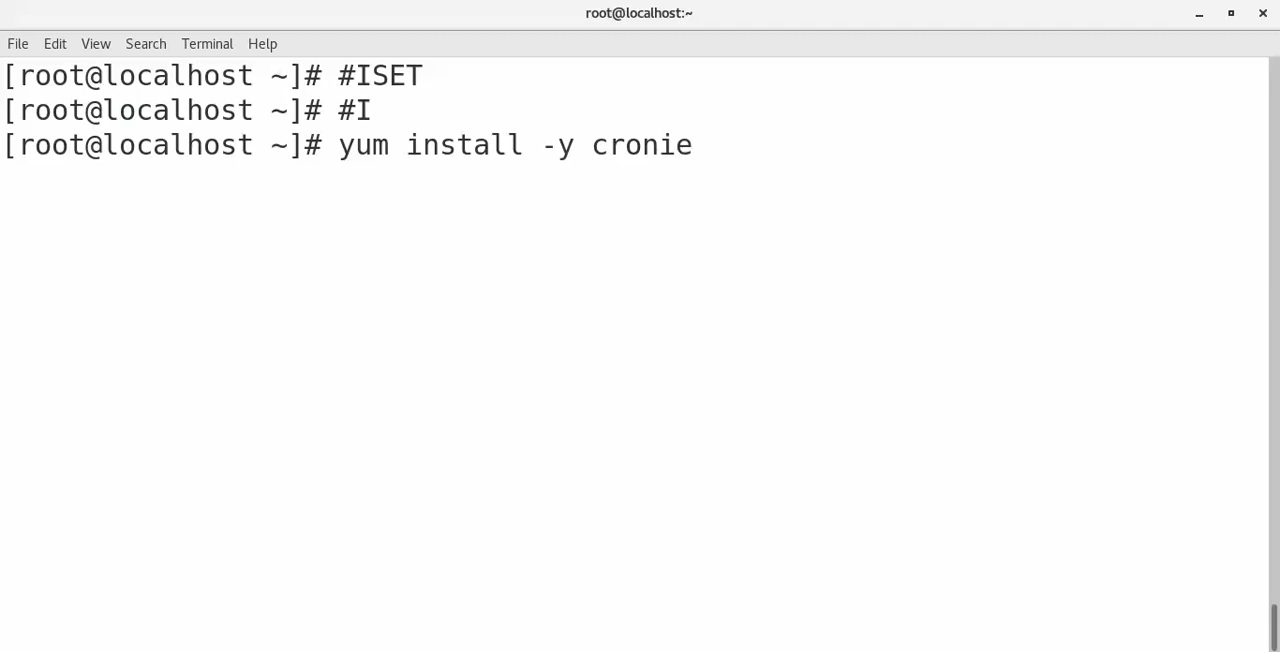 root@localhost:~
File Edit View Search Terminal Help
[root@localhost ~]# #ISET
[root@localhost ~]# #I
[root@localhost ~]# yum install -y cronie